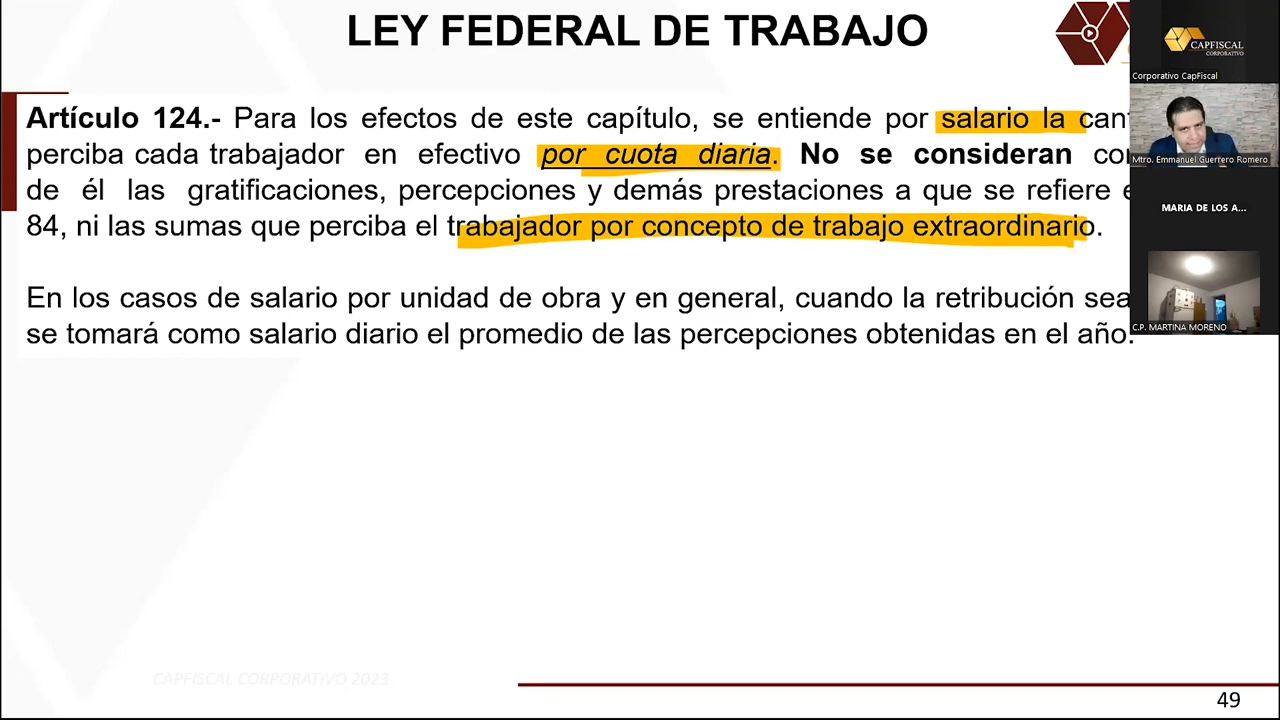 LEY FEDERAL DE TRABAJO
Artículo 124.- Para los efectos de este capítulo, se entiende por salario la
perciba cada trabajador en efectivo por cuota diaria. No se consideran
de él las gratificaciones, percepciones y demás prestaciones a que se refiere
84, ni las sumas que perciba el trabajador por concepto de trabajo extraordinario.
En los casos de salario por unidad de obra y en general, cuando la retribución sea
se tomará como salario diario el promedio de las percepciones obtenidas en el año.
CAPFISCAL CORPORATIVO 2023
49
CAPFISCAL
CORPORATIVO
Corporativo CapFiscal
Mtro. Emmanuel Guerrero Romero
MARIA DE LOS A...
C.P. MARTINA MORENO